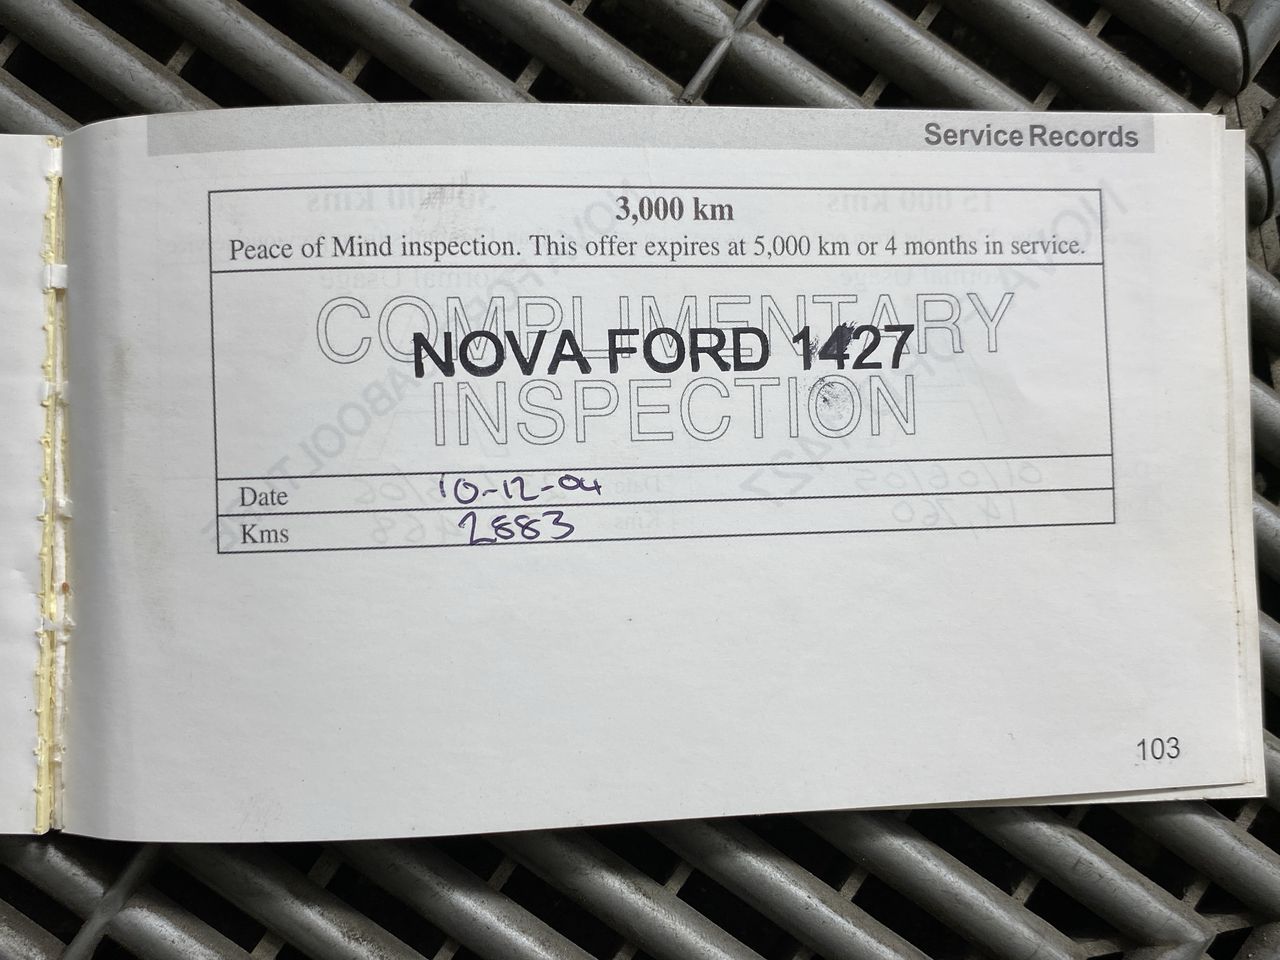 Service Records
3,000 km
Peace of Mind inspection. This offer expires at 5,000 km or 4 months in service.
COMPLIMENTARY
NOVA FORD 1427
INSPECTION
Date 10-12-04
Kms 2883
103